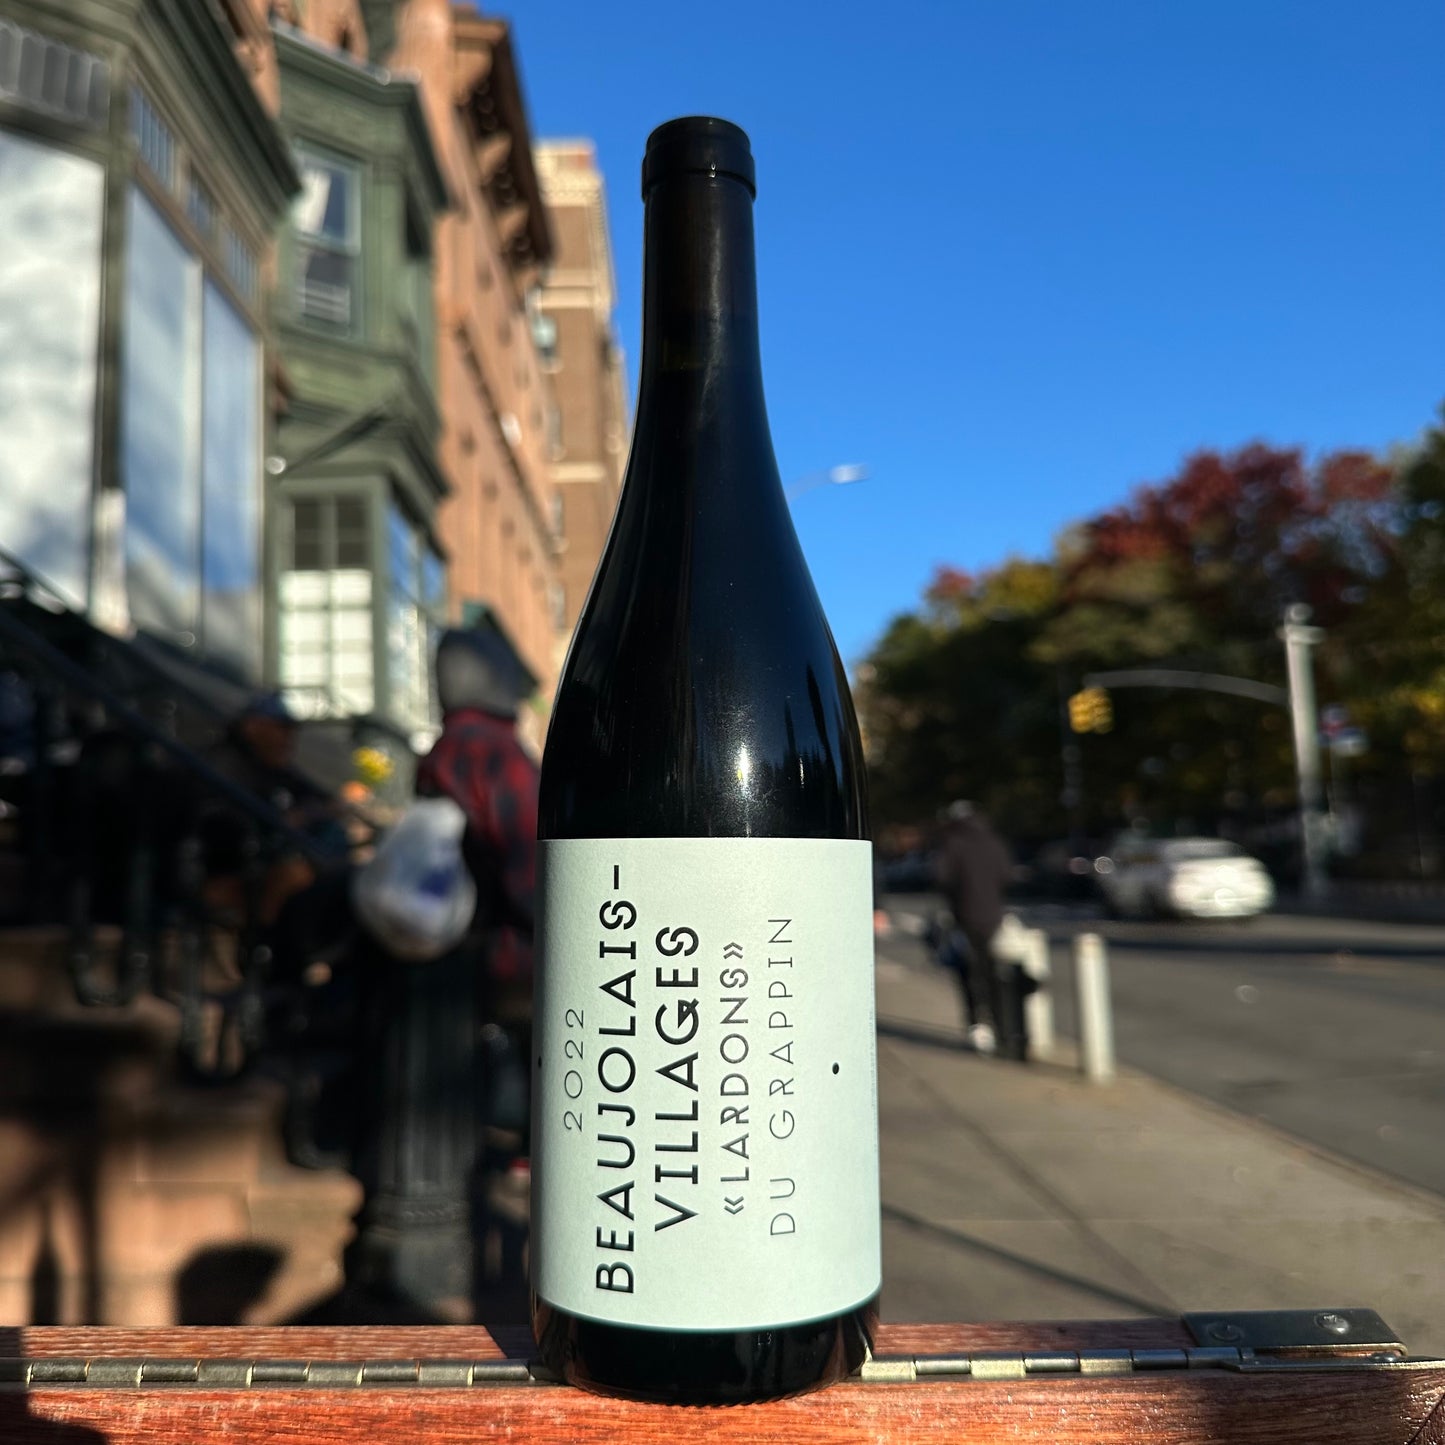 2022
BEAUJOLAIS-
VILLAGES
«LARDONS»
DU GRAPPIN